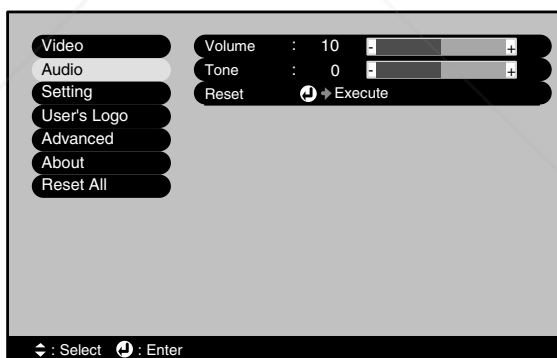 Video
Audio
Setting
User's Logo
Advanced
About
Reset All
Volume : 10 - +
Tone : 0 - +
Reset Execute
: Select : Enter